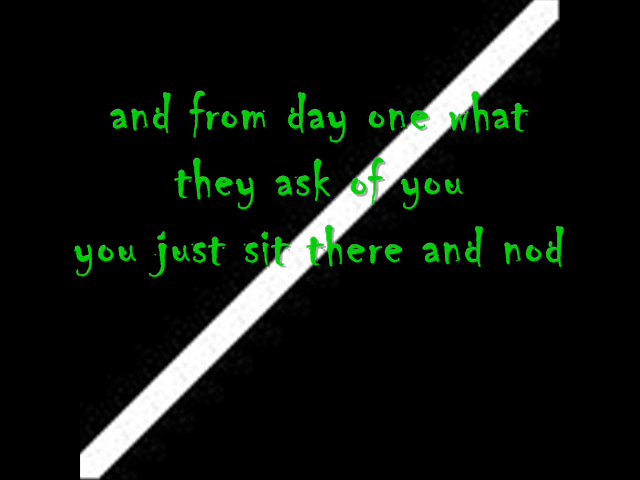 and from day one what
they ask of you
you just sit there and nod